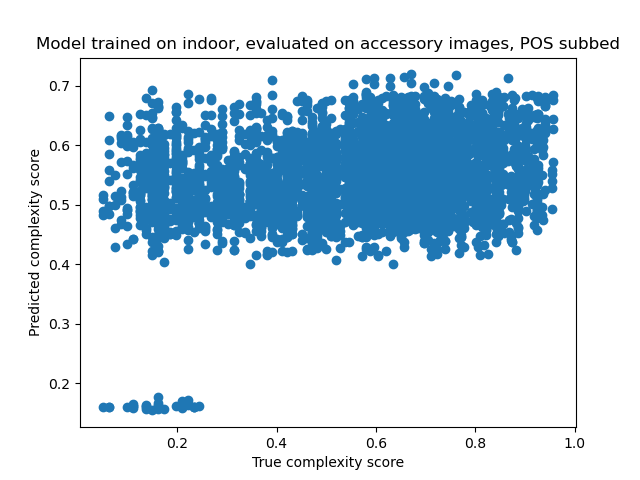 Model trained on indoor, evaluated on accessory images, POS subbed
0.7
0.6
0.5
0.4
0.3
0.2
Predicted complexity score
0.2 0.4 0.6 0.8 1.0
True complexity score